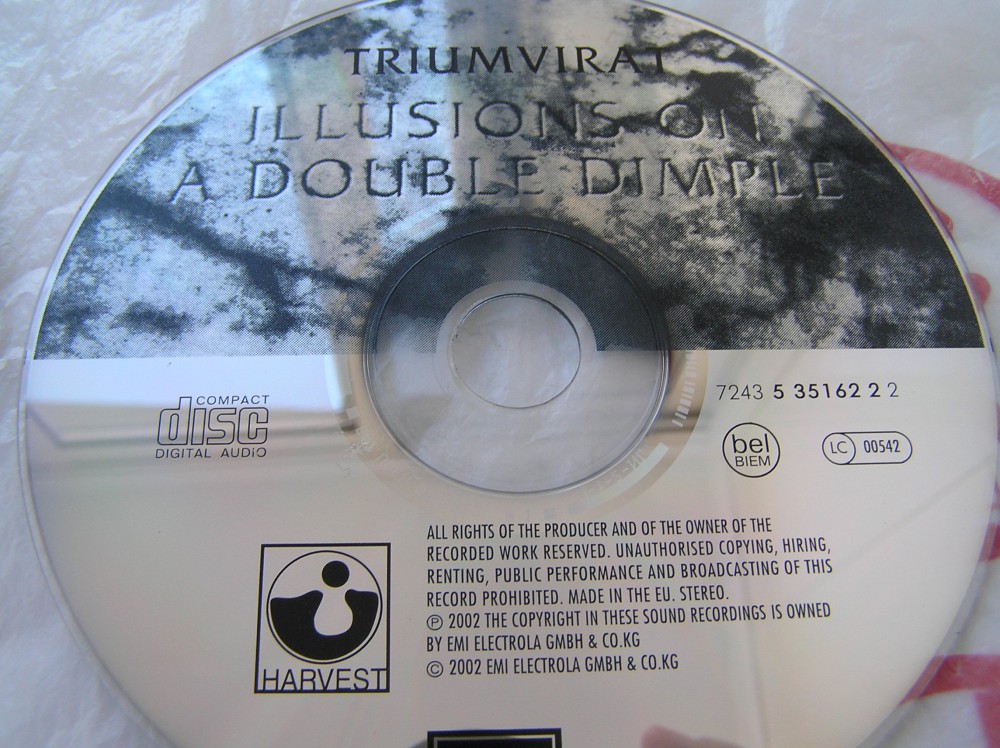 TRIUMVIRAT
ILLUSIONS ON
A DOUBLE DIMPLE
7243 5 35162 2 2
COMPACT
disc
DIGITAL AUDIO
bel
BIEM
LC 00542
ALL RIGHTS OF THE PRODUCER AND OF THE OWNER OF THE
RECORDED WORK RESERVED. UNAUTHORISED COPYING, HIRING,
RENTING, PUBLIC PERFORMANCE AND BROADCASTING OF THIS
RECORD PROHIBITED. MADE IN THE EU. STEREO.
℗ 2002 THE COPYRIGHT IN THESE SOUND RECORDINGS IS OWNED
BY EMI ELECTROLA GMBH & CO.KG
© 2002 EMI ELECTROLA GMBH & CO.KG
HARVEST